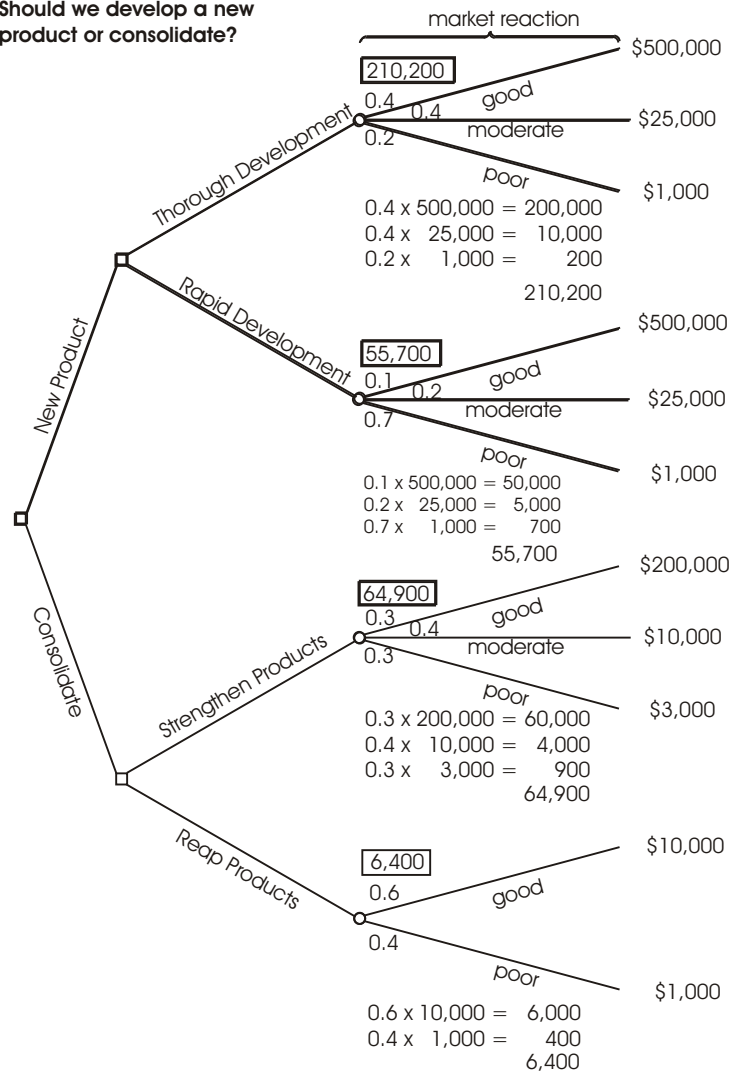 Should we develop a new
product or consolidate?
market reaction
New Product
Thorough Development
210,200
0.4
0.4
0.2
good
$500,000
moderate
$25,000
poor
$1,000
0.4 x 500,000 = 200,000
0.4 x 25,000 = 10,000
0.2 x 1,000 = 200
210,200
Rapid Development
55,700
0.1
0.2
0.7
good
$500,000
moderate
$25,000
poor
$1,000
0.1 x 500,000 = 50,000
0.2 x 25,000 = 5,000
0.7 x 1,000 = 700
55,700
Consolidate
Strengthen Products
64,900
0.3
0.4
0.3
good
$200,000
moderate
$10,000
poor
$3,000
0.3 x 200,000 = 60,000
0.4 x 10,000 = 4,000
0.3 x 3,000 = 900
64,900
Reap Products
6,400
0.6
0.4
good
$10,000
poor
$1,000
0.6 x 10,000 = 6,000
0.4 x 1,000 = 400
6,400